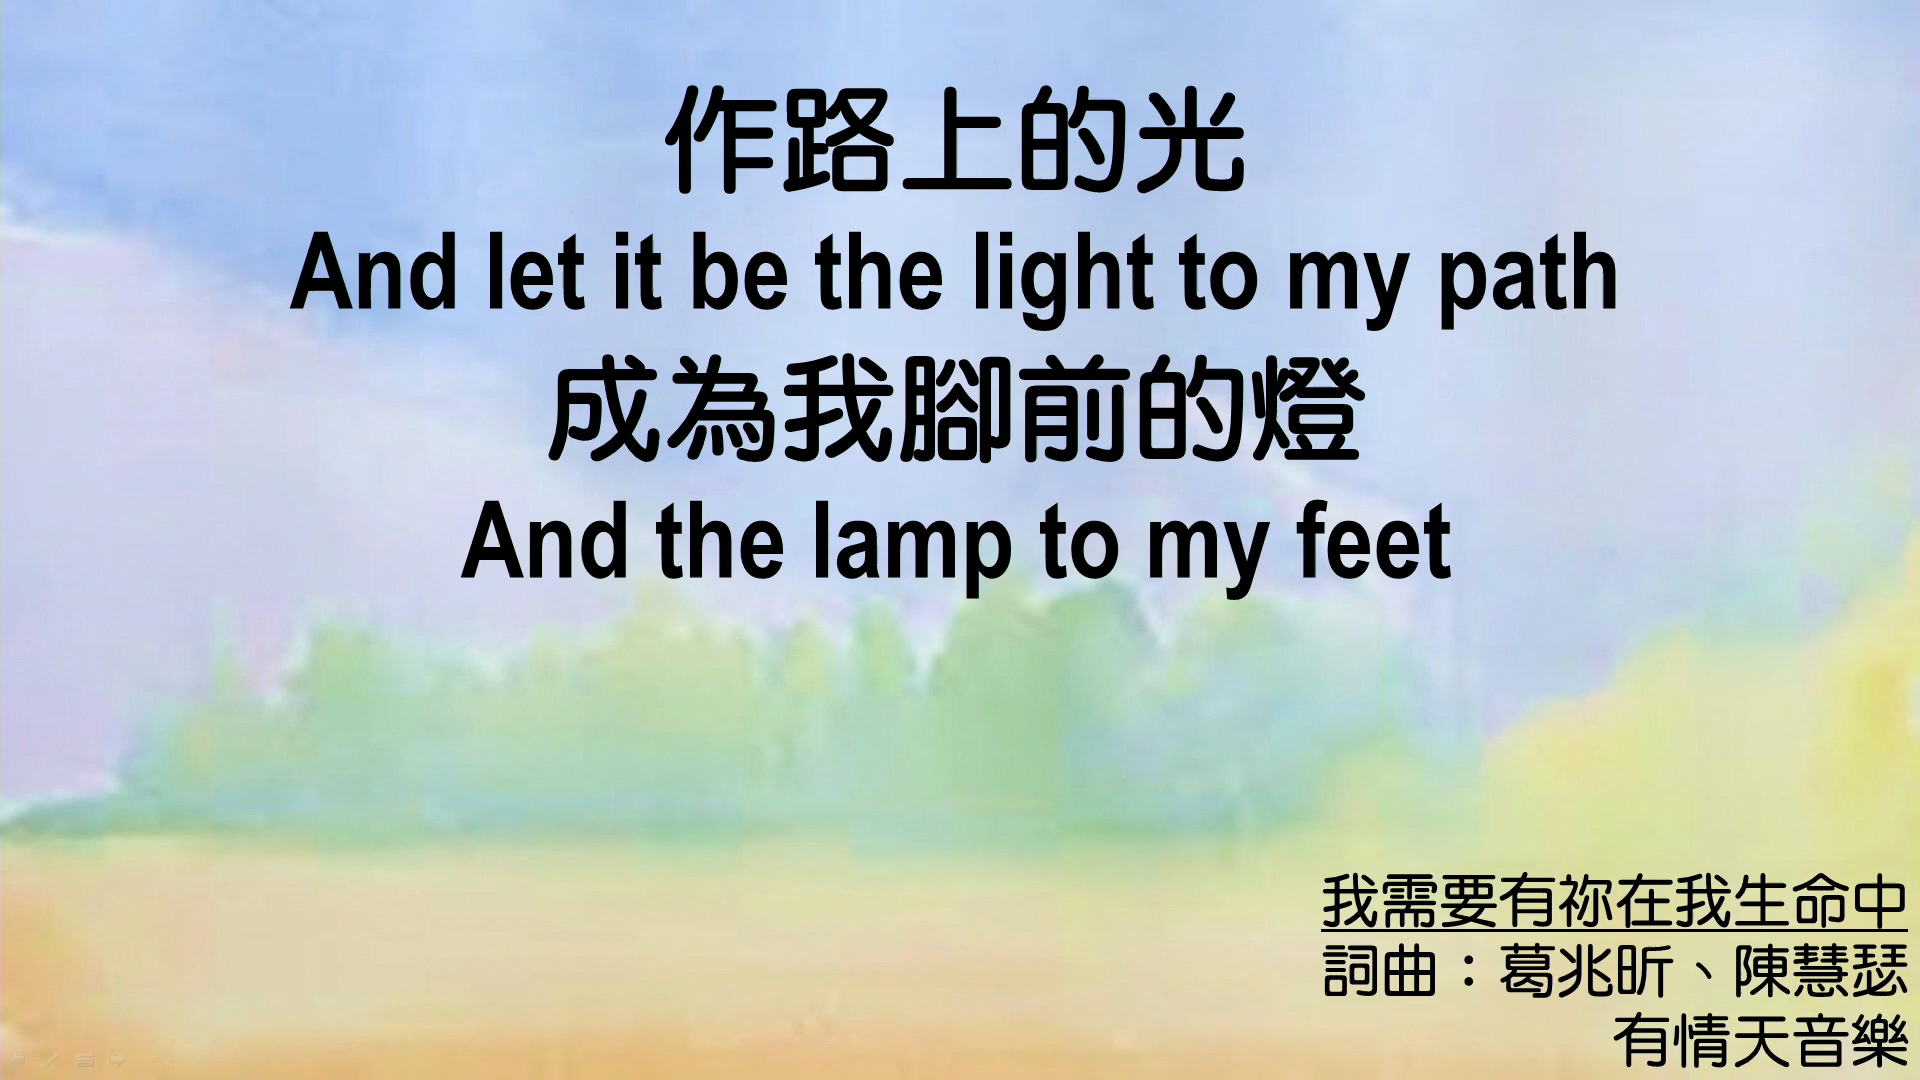 作路上的光
And let it be the light to my path
成為我腳前的燈
And the lamp to my feet
我需要有祢在我生命中
詞曲：葛兆昕、陳慧瑟
有情天音樂